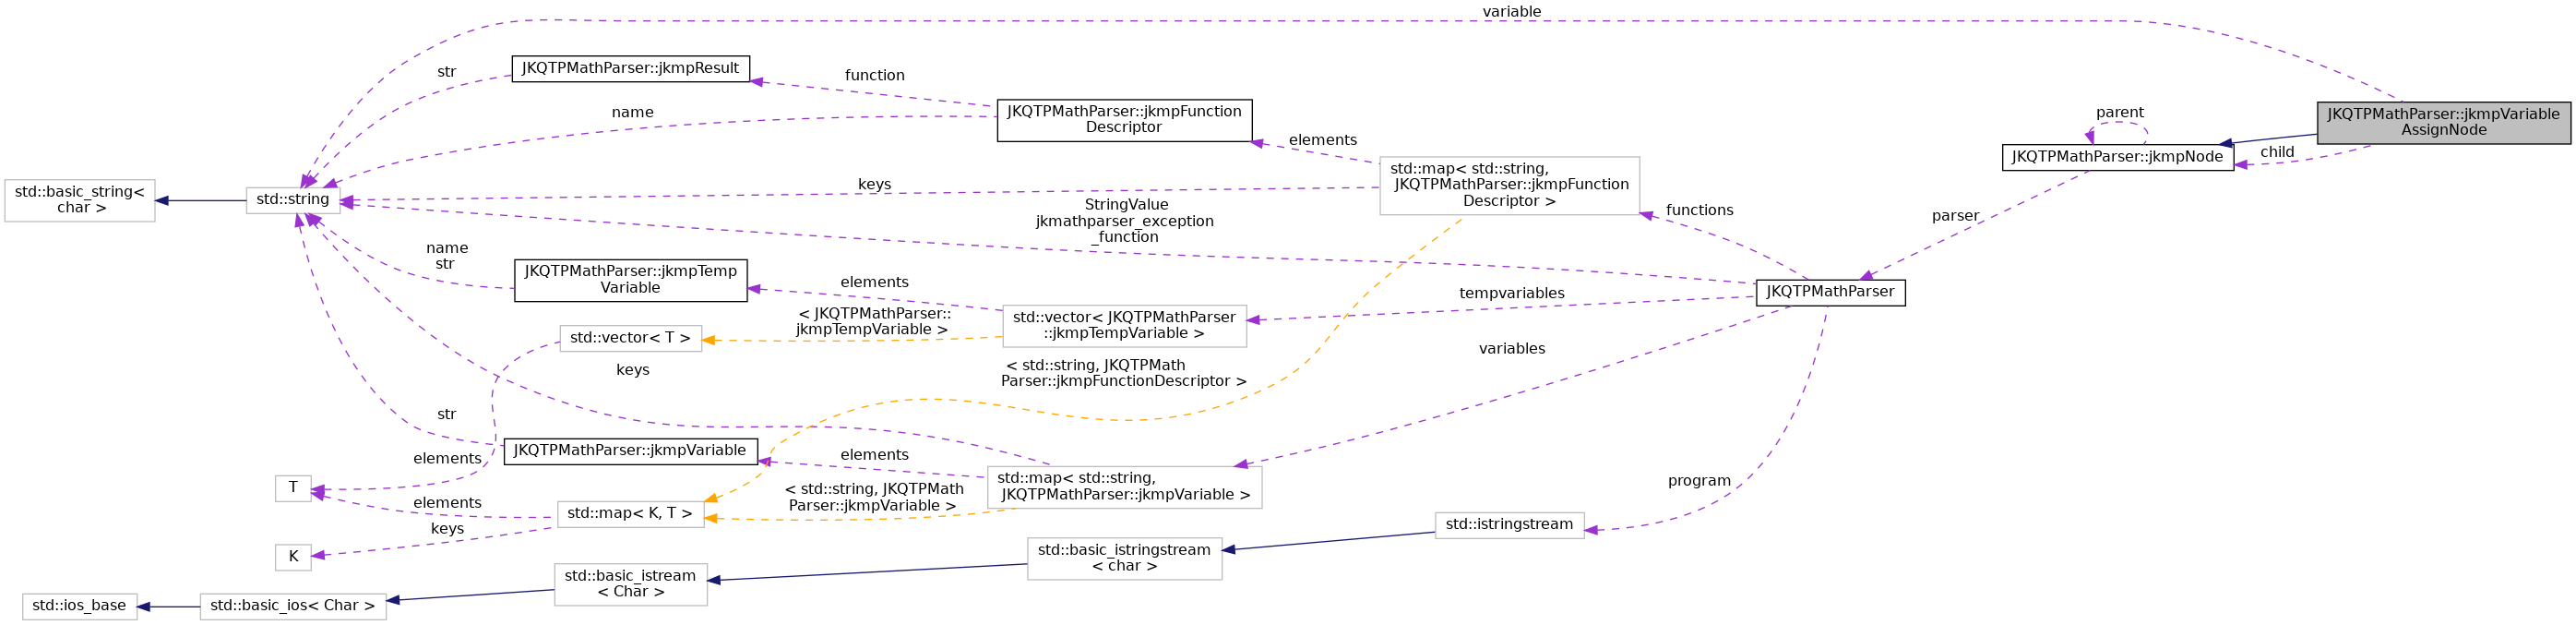 variable
JKQTPMathParser::jkmpResult
str
function
JKQTPMathParser::jkmpFunction
Descriptor
name
parent
JKQTPMathParser::jkmpVariable
AssignNode
elements
JKQTPMathParser::jkmpNode
child
std::map< std::string,
JKQTPMathParser::jkmpFunction
Descriptor >
std::basic_string<
char >
std::string
keys
StringValue
jkmathparser_exception
_function
functions
parser
name
str
JKQTPMathParser::jkmpTemp
Variable
elements
tempvariables
JKQTPMathParser
< JKQTPMathParser::
jkmpTempVariable >
std::vector< JKQTPMathParser
::jkmpTempVariable >
std::vector< T >
variables
keys
< std::string, JKQTPMath
Parser::jkmpFunctionDescriptor >
str
JKQTPMathParser::jkmpVariable
elements
elements
std::map< std::string,
JKQTPMathParser::jkmpVariable >
program
T
elements
< std::string, JKQTPMath
Parser::jkmpVariable >
std::map< K, T >
keys
std::istringstream
K
std::basic_istringstream
< char >
std::basic_istream
< Char >
std::ios_base
std::basic_ios< Char >